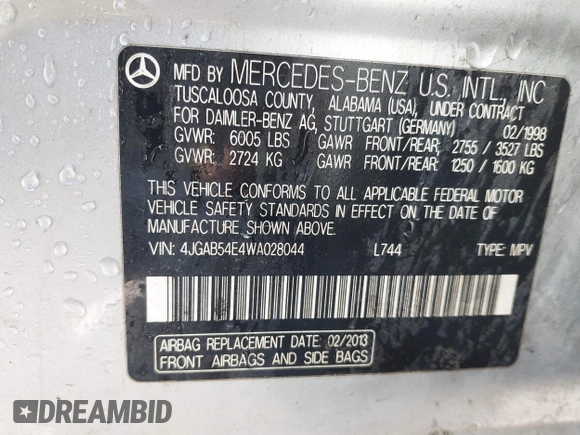 MFD BY MERCEDES-BENZ U.S. INTL., INC
TUSCALOOSA COUNTY, ALABAMA (USA), UNDER CONTRACT
FOR DAIMLER-BENZ AG, STUTTGART (GERMANY) 02/1998
GVWR: 6005 LBS GAWR FRONT/REAR: 2755 / 3527 LBS
GVWR: 2724 KG GAWR FRONT/REAR: 1250 / 1600 KG
THIS VEHICLE CONFORMS TO ALL APPLICABLE FEDERAL MOTOR
VEHICLE SAFETY STANDARDS IN EFFECT ON THE DATE OF
MANUFACTURE SHOWN ABOVE.
VIN: 4JGAB54E4WA028044 L744 TYPE: MPV
AIRBAG REPLACEMENT DATE: 02/2013
FRONT AIRBAGS AND SIDE BAGS
DREAMBID